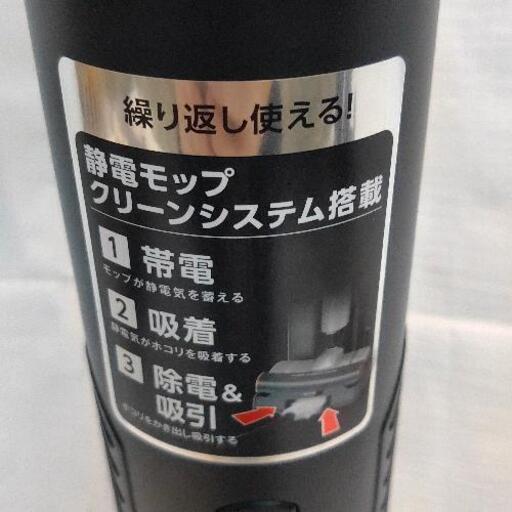 繰り返し使える!
静電モップ
クリーンシステム搭載
1 帯電
モップが静電気を蓄える
2 吸着
静電気がホコリを吸着する
3 除電&
吸引
ホコリをかき出し吸引する